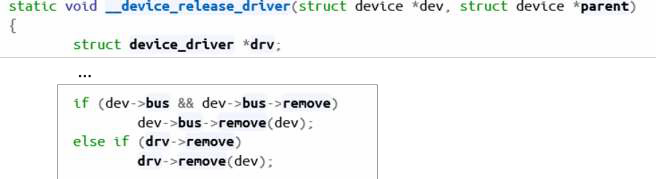 static void __device_release_driver(struct device *dev, struct device *parent)
{
        struct device_driver *drv;
...
        if (dev->bus && dev->bus->remove)
                dev->bus->remove(dev);
        else if (drv->remove)
                drv->remove(dev);